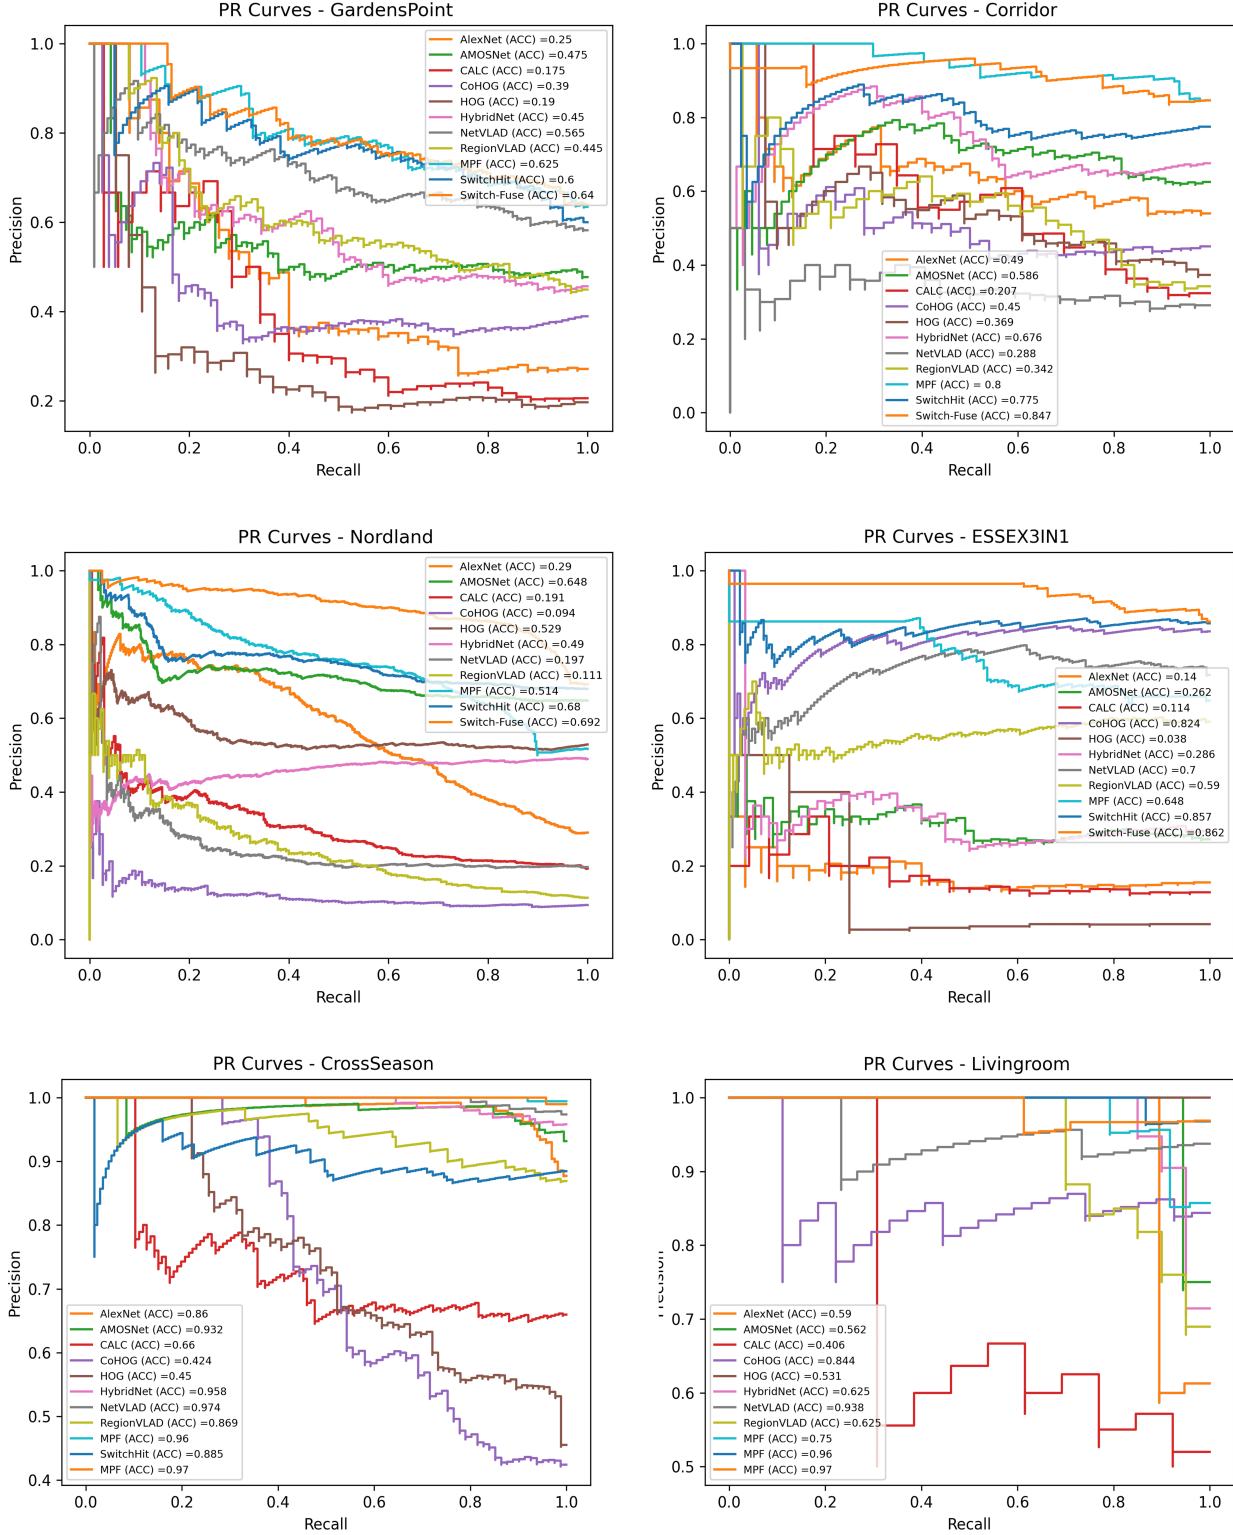 PR Curves - GardensPoint
1.0
0.8
0.6
0.4
0.2
Precision
AlexNet (ACC) =0.25
AMOSNet (ACC) =0.475
CALC (ACC) =0.175
CoHOG (ACC) =0.39
HOG (ACC) =0.19
HybridNet (ACC) =0.45
NetVLAD (ACC) =0.565
RegionVLAD (ACC) =0.445
MPF (ACC) =0.625
SwitchHit (ACC) =0.6
Switch-Fuse (ACC) =0.64
0.0 0.2 0.4 0.6 0.8 1.0
Recall
PR Curves - Corridor
1.0
0.8
0.6
0.4
0.2
0.0
Precision
AlexNet (ACC) =0.49
AMOSNet (ACC) =0.586
CALC (ACC) =0.207
CoHOG (ACC) =0.45
HOG (ACC) =0.369
HybridNet (ACC) =0.676
NetVLAD (ACC) =0.288
RegionVLAD (ACC) =0.342
MPF (ACC) = 0.8
SwitchHit (ACC) =0.775
Switch-Fuse (ACC) =0.847
0.0 0.2 0.4 0.6 0.8 1.0
Recall
PR Curves - Nordland
1.0
0.8
0.6
0.4
0.2
0.0
Precision
AlexNet (ACC) =0.29
AMOSNet (ACC) =0.648
CALC (ACC) =0.191
CoHOG (ACC) =0.094
HOG (ACC) =0.529
HybridNet (ACC) =0.49
NetVLAD (ACC) =0.197
RegionVLAD (ACC) =0.111
MPF (ACC) =0.514
SwitchHit (ACC) =0.68
Switch-Fuse (ACC) =0.692
0.0 0.2 0.4 0.6 0.8 1.0
Recall
PR Curves - ESSEX3IN1
1.0
0.8
0.6
0.4
0.2
0.0
Precision
AlexNet (ACC) =0.14
AMOSNet (ACC) =0.262
CALC (ACC) =0.114
CoHOG (ACC) =0.824
HOG (ACC) =0.038
HybridNet (ACC) =0.286
NetVLAD (ACC) =0.7
RegionVLAD (ACC) =0.59
MPF (ACC) =0.648
SwitchHit (ACC) =0.857
Switch-Fuse (ACC) =0.862
0.0 0.2 0.4 0.6 0.8 1.0
Recall
PR Curves - CrossSeason
1.0
0.9
0.8
0.7
0.6
0.5
0.4
Precision
AlexNet (ACC) =0.86
AMOSNet (ACC) =0.932
CALC (ACC) =0.66
CoHOG (ACC) =0.424
HOG (ACC) =0.45
HybridNet (ACC) =0.958
NetVLAD (ACC) =0.974
RegionVLAD (ACC) =0.869
MPF (ACC) =0.96
SwitchHit (ACC) =0.885
MPF (ACC) =0.97
0.0 0.2 0.4 0.6 0.8 1.0
Recall
PR Curves - Livingroom
1.0
0.9
0.8
0.7
0.6
0.5
Precision
AlexNet (ACC) =0.59
AMOSNet (ACC) =0.562
CALC (ACC) =0.406
CoHOG (ACC) =0.844
HOG (ACC) =0.531
HybridNet (ACC) =0.625
NetVLAD (ACC) =0.938
RegionVLAD (ACC) =0.625
MPF (ACC) =0.75
MPF (ACC) =0.96
MPF (ACC) =0.97
0.0 0.2 0.4 0.6 0.8 1.0
Recall